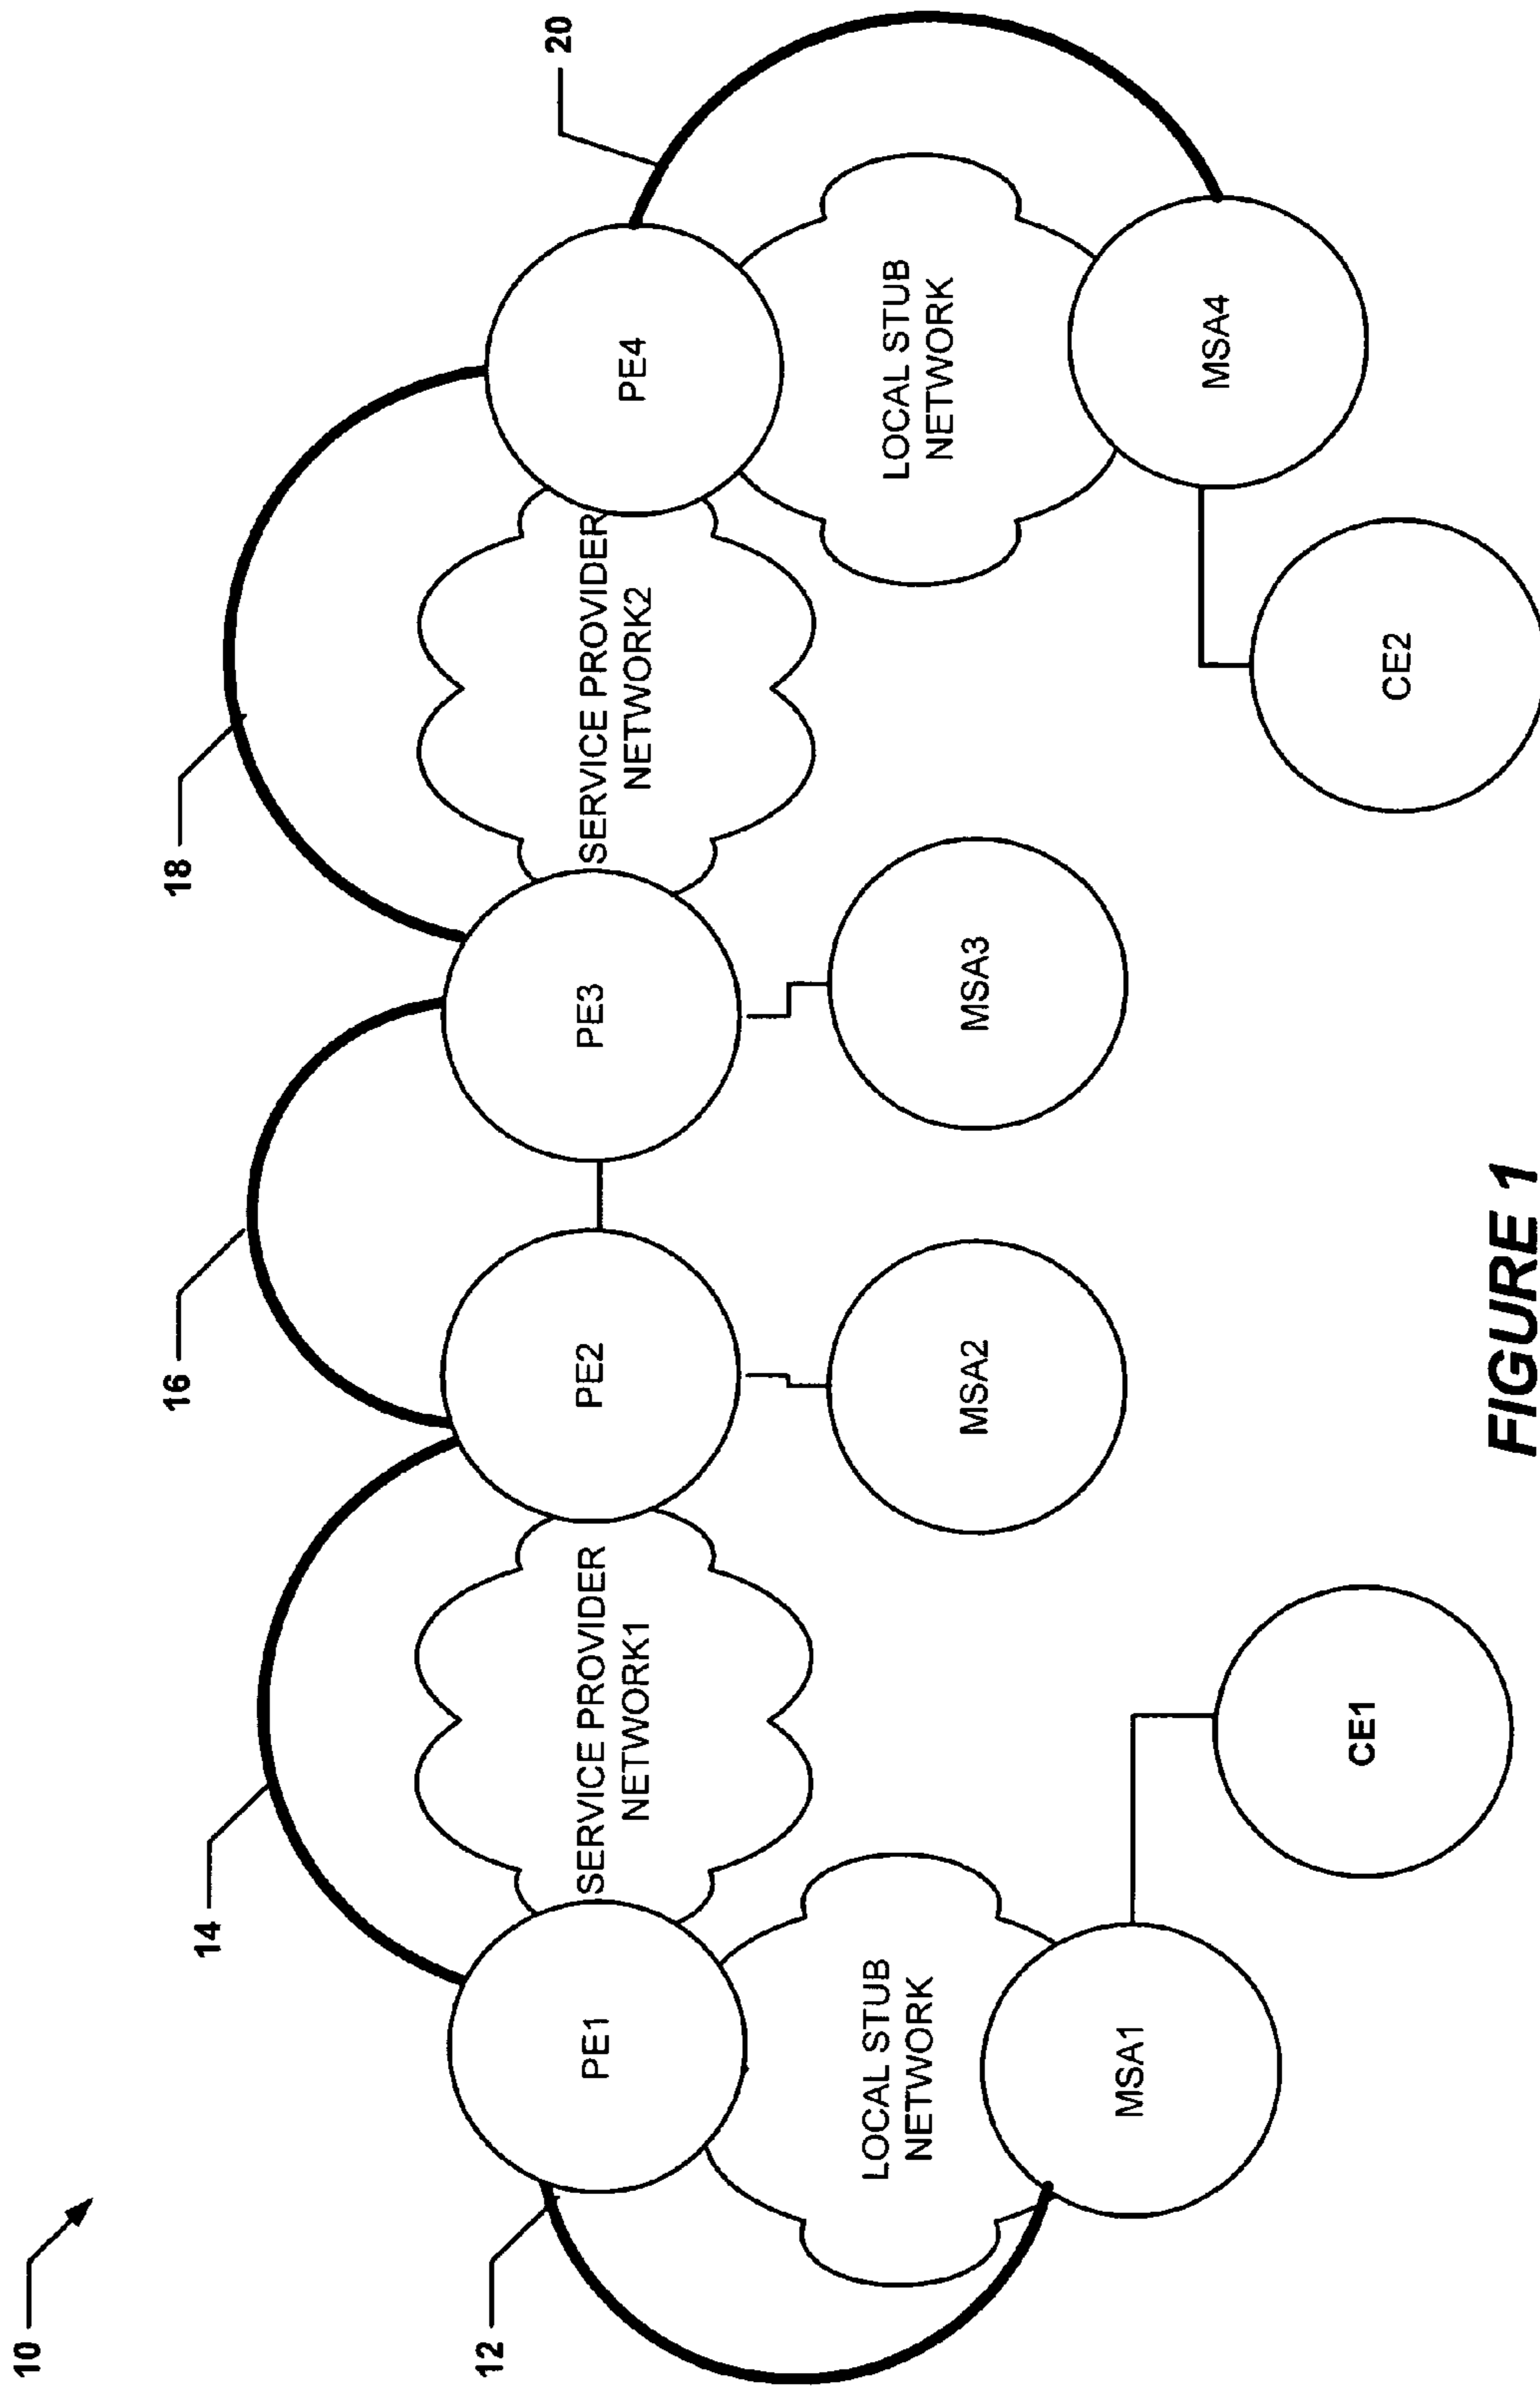 10
12
14
16
18
20
PE1
SERVICE PROVIDER
NETWORK1
PE2
PE3
SERVICE PROVIDER
NETWORK2
PE4
LOCAL STUB
NETWORK
MSA1
CE1
MSA2
MSA3
LOCAL STUB
NETWORK
MSA4
CE2
FIGURE 1